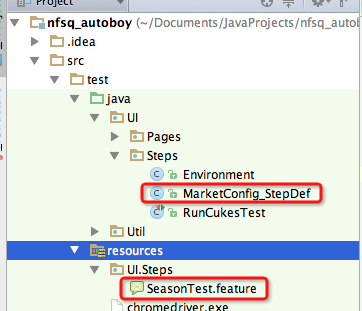 Project
nfsq_autoboy (~/Documents/JavaProjects/nfsq_
.idea
src
test
java
UI
Pages
Steps
Environment
MarketConfig_StepDef
RunCukesTest
Util
resources
UI.Steps
SeasonTest.feature
chromedriver.exe